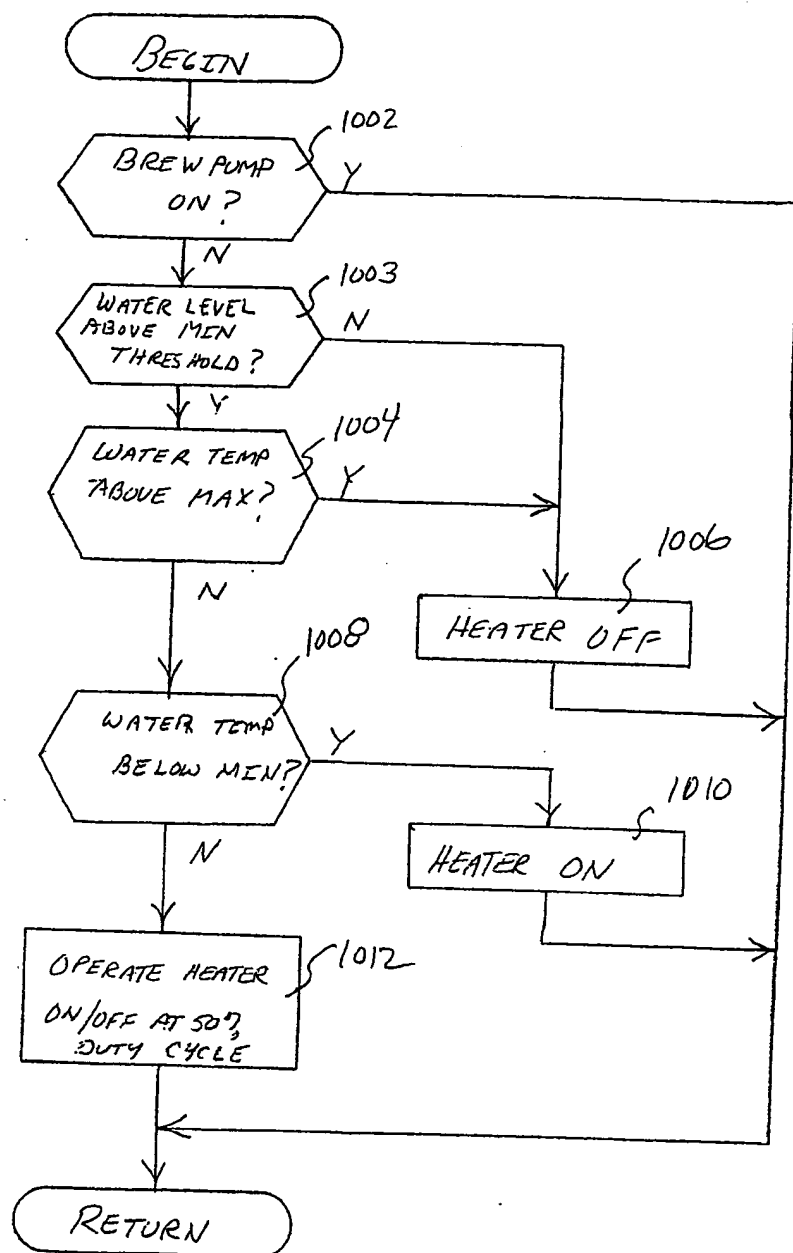 BEGIN
1002
BREW PUMP
ON?
Y
N
1003
WATER LEVEL
ABOVE MIN
THRESHOLD?
N
Y
1004
WATER TEMP
ABOVE MAX?
Y
N
1006
HEATER OFF
1008
WATER TEMP
BELOW MIN?
Y
N
1010
HEATER ON
1012
OPERATE HEATER
ON/OFF AT 50%
DUTY CYCLE
RETURN